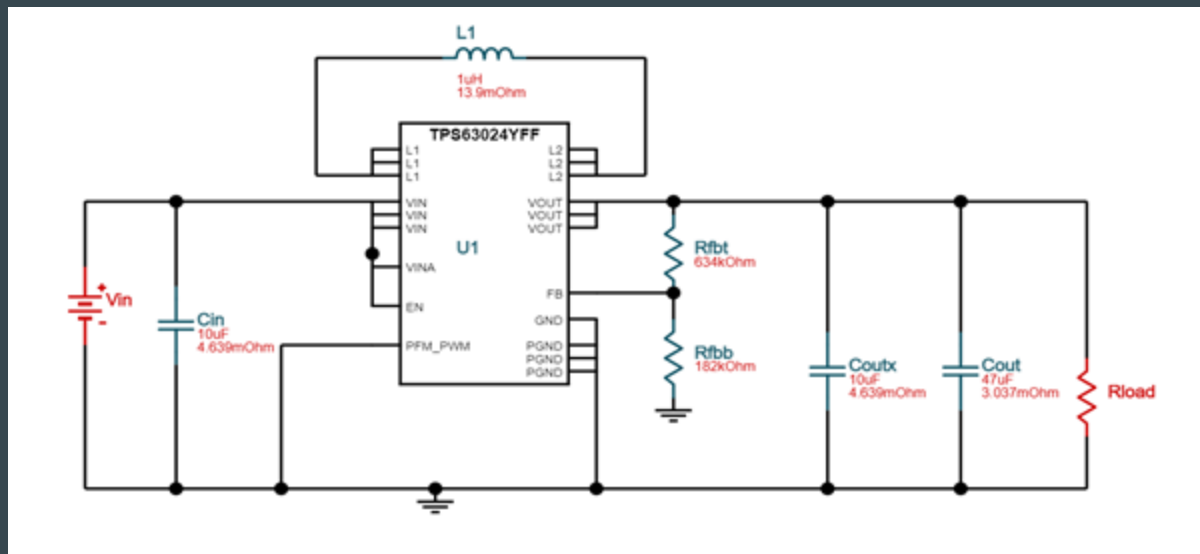 L1
1uH
13.9mOhm
TPS63024YFF
L1
L1
L1
L2
L2
L2
VIN
VIN
VIN
VOUT
VOUT
VOUT
U1
VINA
EN
PFM_PWM
FB
GND
PGND
PGND
PGND
+
Vin
-
Cin
10uF
4.639mOhm
Rfbt
634kOhm
Rfbb
182kOhm
Coutx
10uF
4.639mOhm
Cout
47uF
3.037mOhm
Rload